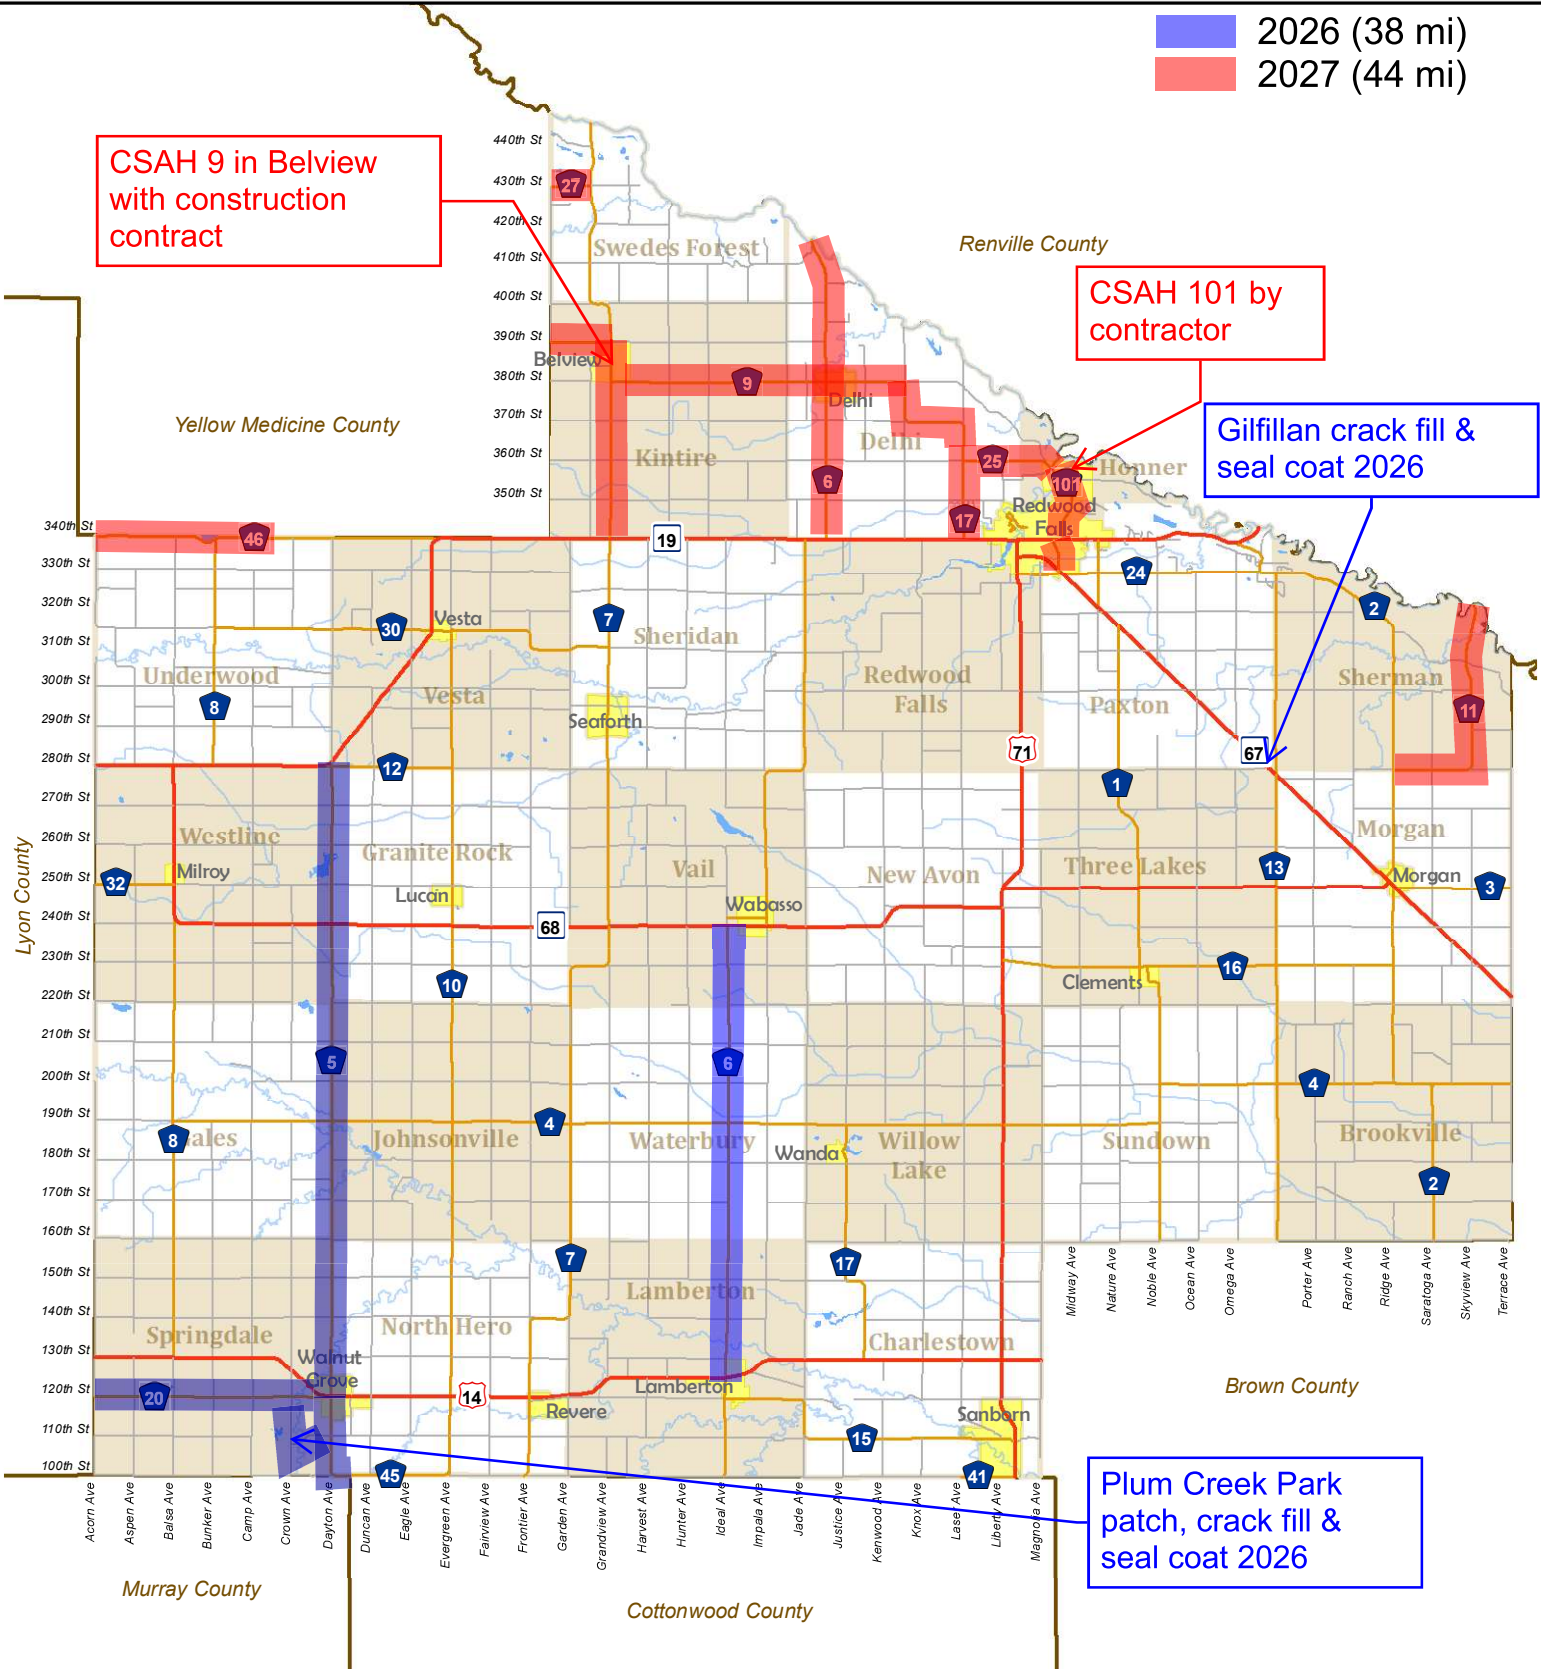 2026 (38 mi)
2027 (44 mi)
CSAH 9 in Belview
with construction
contract
CSAH 101 by
contractor
Gilfillan crack fill &
seal coat 2026
Plum Creek Park
patch, crack fill &
seal coat 2026
Renville County
Yellow Medicine County
Lyon County
Murray County
Cottonwood County
Brown County
440th St
430th St
420th St
410th St
400th St
390th St
380th St
370th St
360th St
350th St
340th St
330th St
320th St
310th St
300th St
290th St
280th St
270th St
260th St
250th St
240th St
230th St
220th St
210th St
200th St
190th St
180th St
170th St
160th St
150th St
140th St
130th St
120th St
110th St
100th St
Swedes Forest
Belview
Delhi
Delhi
Kintire
Honner
Redwood
Falls
Vesta
Sheridan
Underwood
Vesta
Seaforth
Redwood
Falls
Paxton
Sherman
Westline
Milroy
Granite Rock
Lucan
Vail
Wabasso
New Avon
Three Lakes
Morgan
Morgan
Clements
Gales
Johnsonville
Waterbury
Wanda
Willow
Lake
Sundown
Brookville
Springdale
Walnut
Grove
North Hero
Lamberton
Lamberton
Revere
Charlestown
Sanborn
27
9
6
25
101
17
46
19
24
2
30
7
8
11
12
71
67
1
32
68
13
3
10
16
5
6
4
4
8
2
7
17
20
14
15
45
41
Acorn Ave
Aspen Ave
Balsa Ave
Bunker Ave
Camp Ave
Crown Ave
Dayton Ave
Duncan Ave
Eagle Ave
Evergreen Ave
Fairview Ave
Frontier Ave
Garden Ave
Grandview Ave
Harvest Ave
Hunter Ave
Ideal Ave
Impala Ave
Jade Ave
Justice Ave
Kenwood Ave
Knox Ave
Laser Ave
Liberty Ave
Magnolia Ave
Midway Ave
Nature Ave
Noble Ave
Ocean Ave
Omega Ave
Porter Ave
Ranch Ave
Ridge Ave
Saratoga Ave
Skyview Ave
Terrace Ave